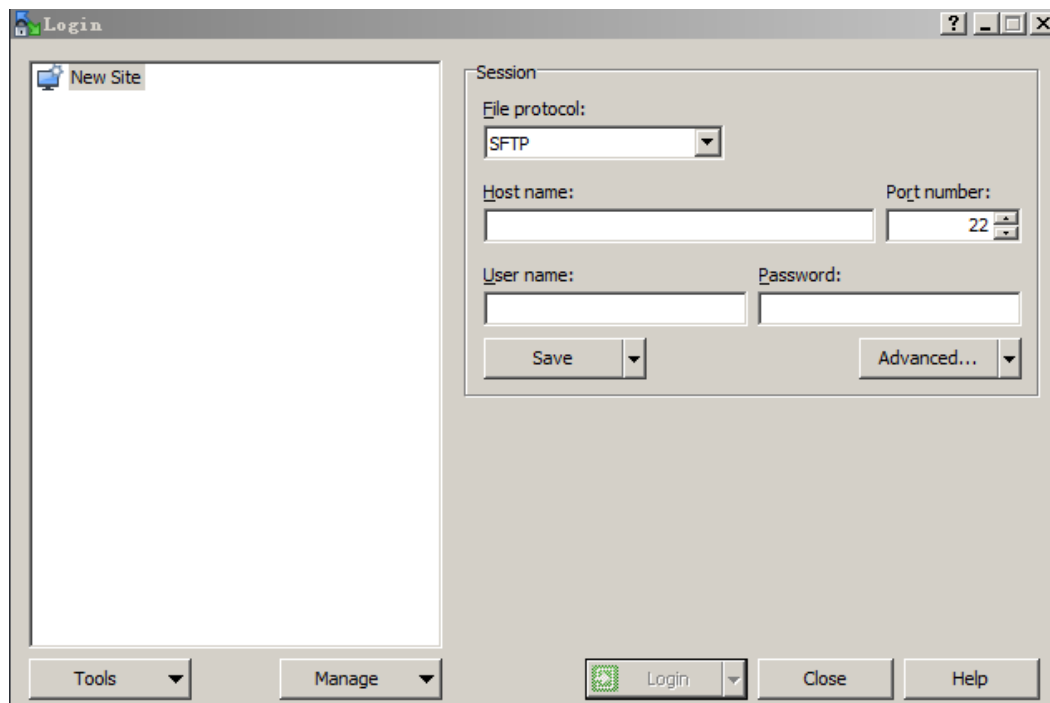 Login
New Site
Session
File protocol:
SFTP
Host name:
Port number:
22
User name:
Password:
Save
Advanced...
Tools
Manage
Login
Close
Help